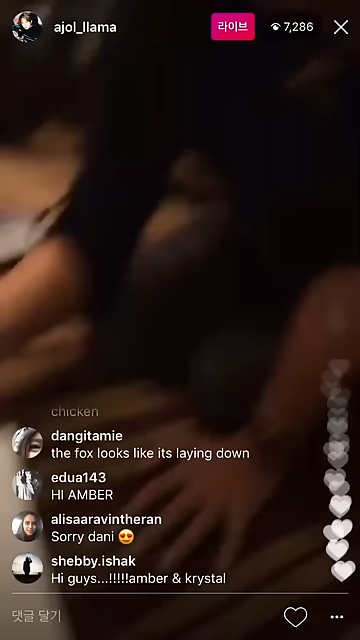 ajol_llama
라이브
7,286
chicken
dangitamie
the fox looks like its laying down
edua143
HI AMBER
alisaaravintheran
Sorry dani 😍
shebby.ishak
Hi guys...!!!!!amber & krystal
댓글 달기